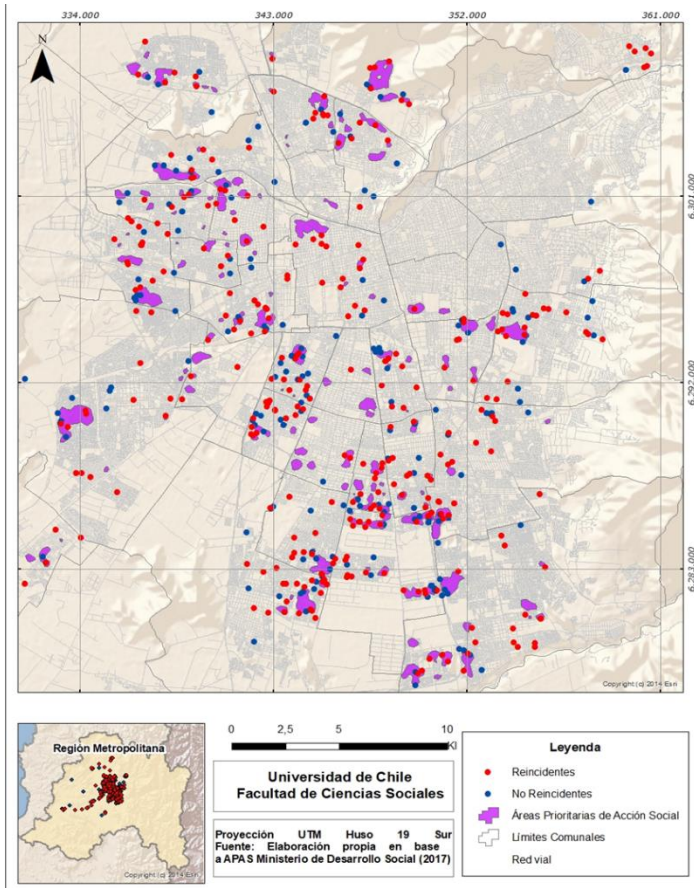 334.000 343.000 352.000 361.000
N
6.301.000
6.292.000
6.283.000
Copyright (c) 2014 Esri
Región Metropolitana
0 2,5 5 10
Kl
Universidad de Chile
Facultad de Ciencias Sociales
Proyección UTM Huso 19 Sur
Fuente: Elaboración propia en base
a APAS Ministerio de Desarrollo Social (2017)
Leyenda
Reincidentes
No Reincidentes
Áreas Prioritarias de Acción Social
Límites Comunales
Red vial
Copyright (c) 2014 Esri